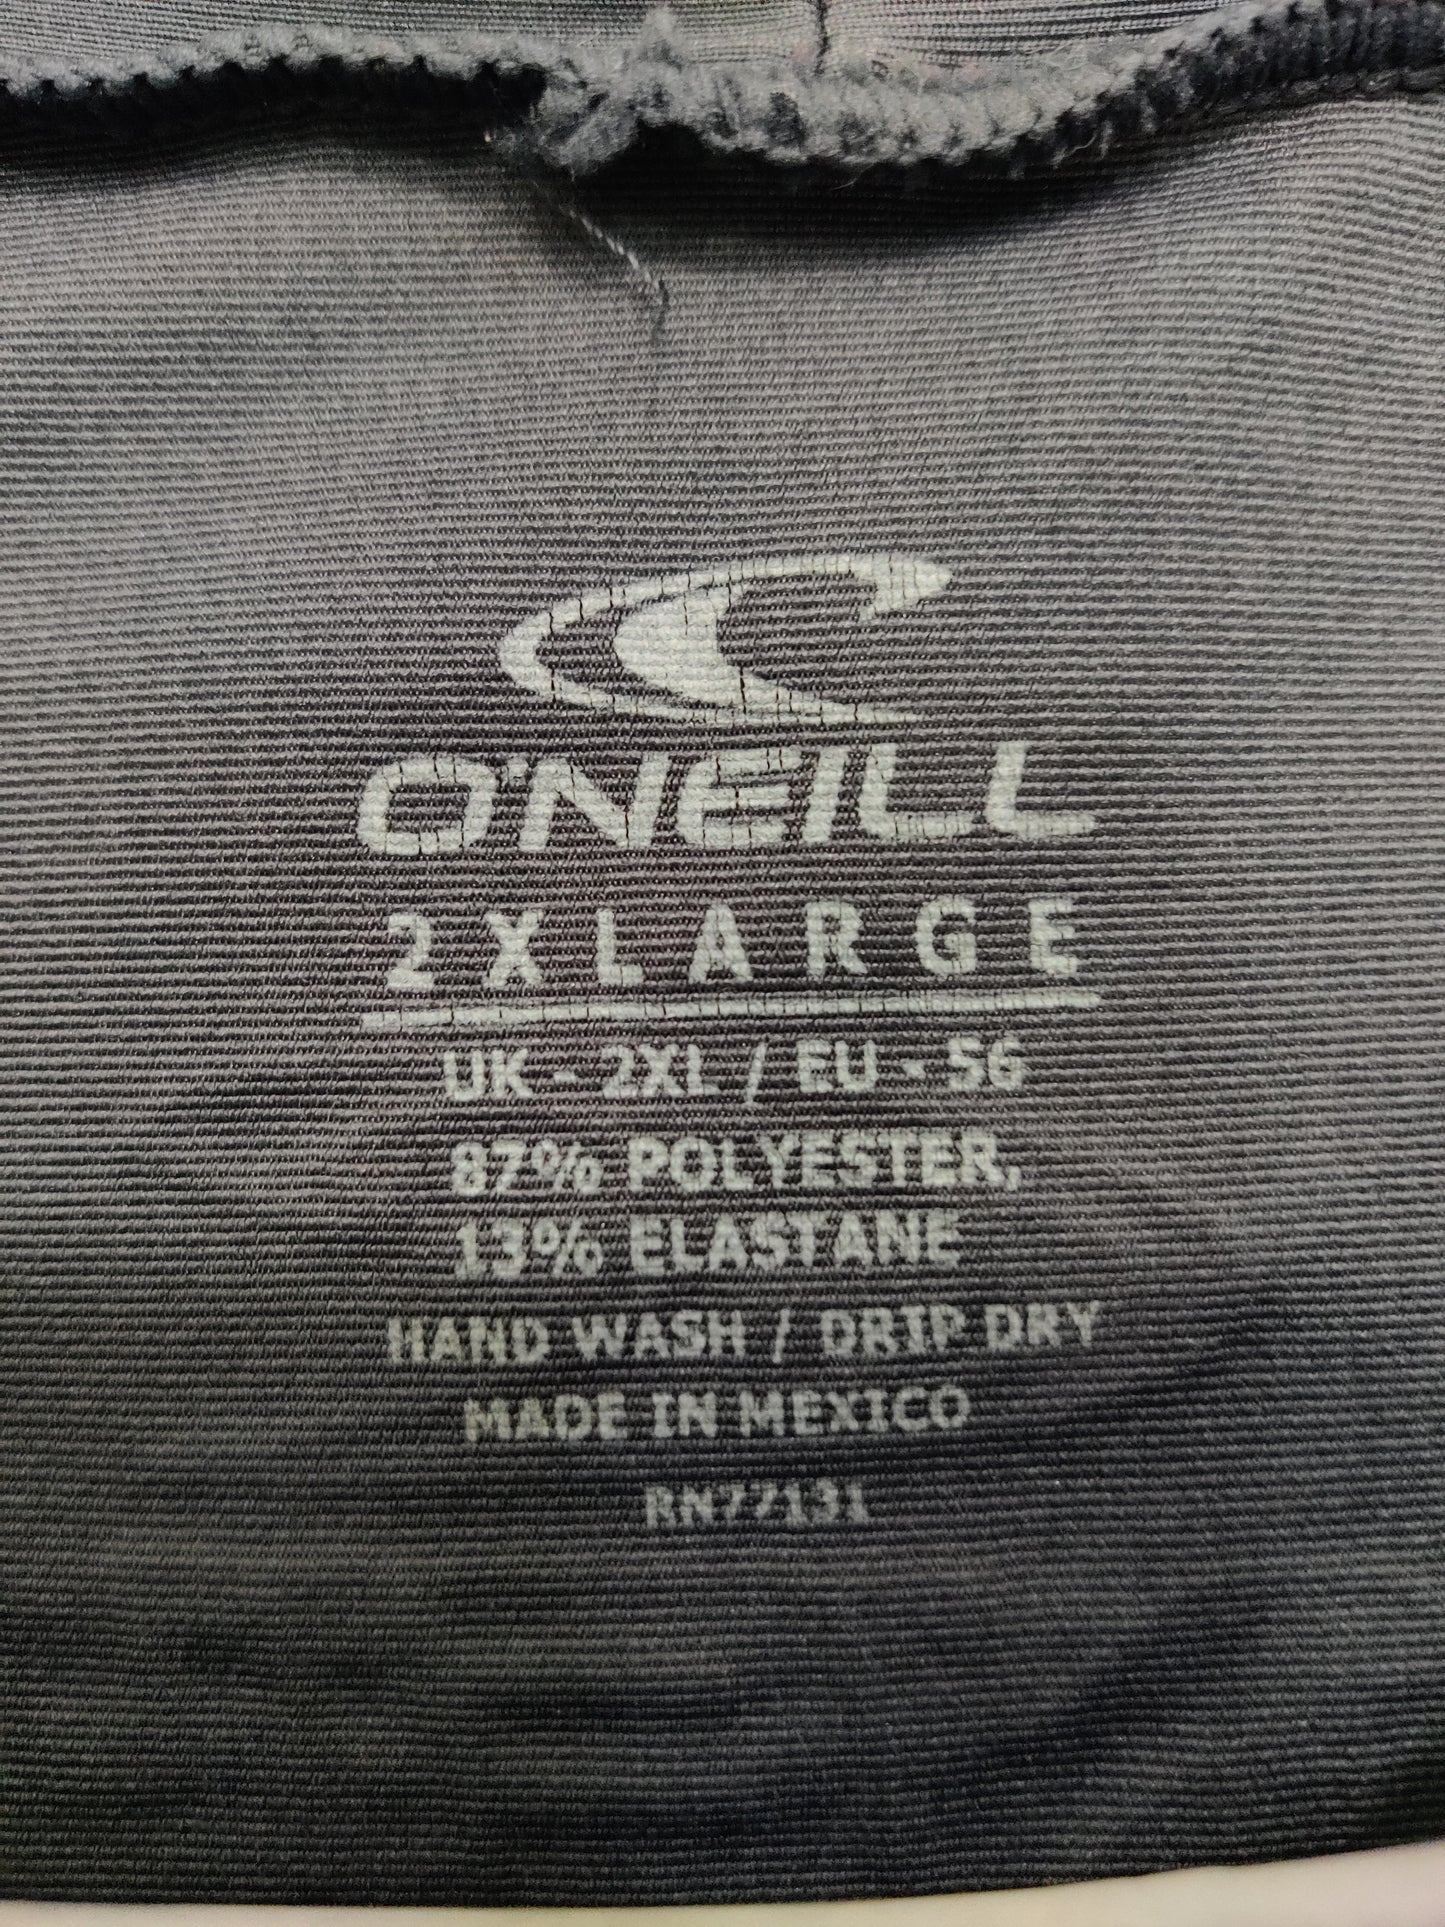 O'NEILL
2XLARGE
UK - 2XL / EU - 56
87% POLYESTER,
13% ELASTANE
HAND WASH / DRIP DRY
MADE IN MEXICO
RN77131